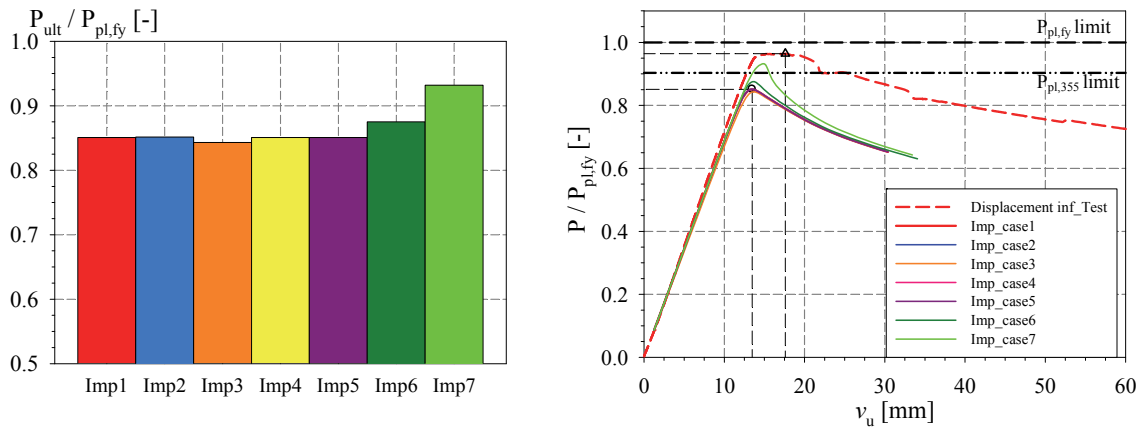 P_ult / P_pl,fy [-]
1.0
0.9
0.8
0.7
0.6
0.5
Imp1 Imp2 Imp3 Imp4 Imp5 Imp6 Imp7
P / P_pl,fy [-]
1.0
0.8
0.6
0.4
0.2
0.0
P_pl,fy limit
P_pl,355 limit
Displacement inf_Test
Imp_case1
Imp_case2
Imp_case3
Imp_case4
Imp_case5
Imp_case6
Imp_case7
0 10 20 30 40 50 60
v_u [mm]